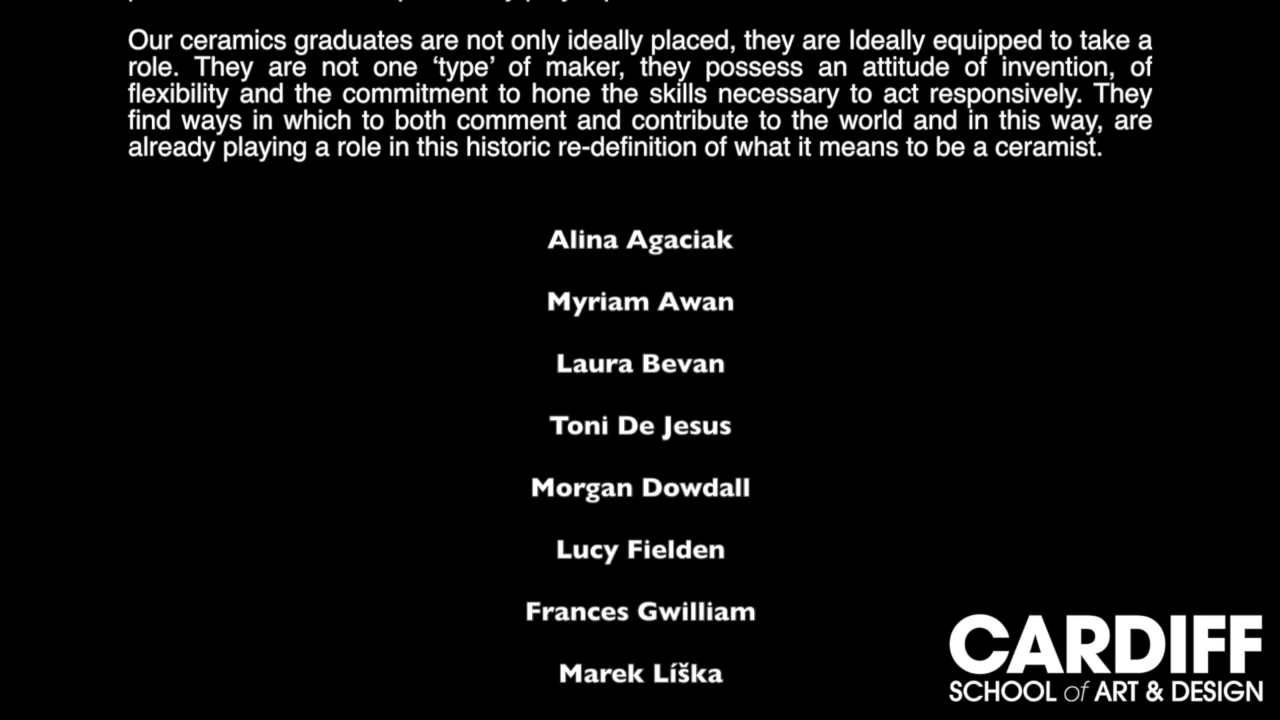 Our ceramics graduates are not only ideally placed, they are Ideally equipped to take a
role. They are not one ‘type’ of maker, they possess an attitude of invention, of
flexibility and the commitment to hone the skills necessary to act responsively. They
find ways in which to both comment and contribute to the world and in this way, are
already playing a role in this historic re-definition of what it means to be a ceramist.
Alina Agaciak
Myriam Awan
Laura Bevan
Toni De Jesus
Morgan Dowdall
Lucy Fielden
Frances Gwilliam
Marek Líška
CARDIFF
SCHOOL of ART & DESIGN